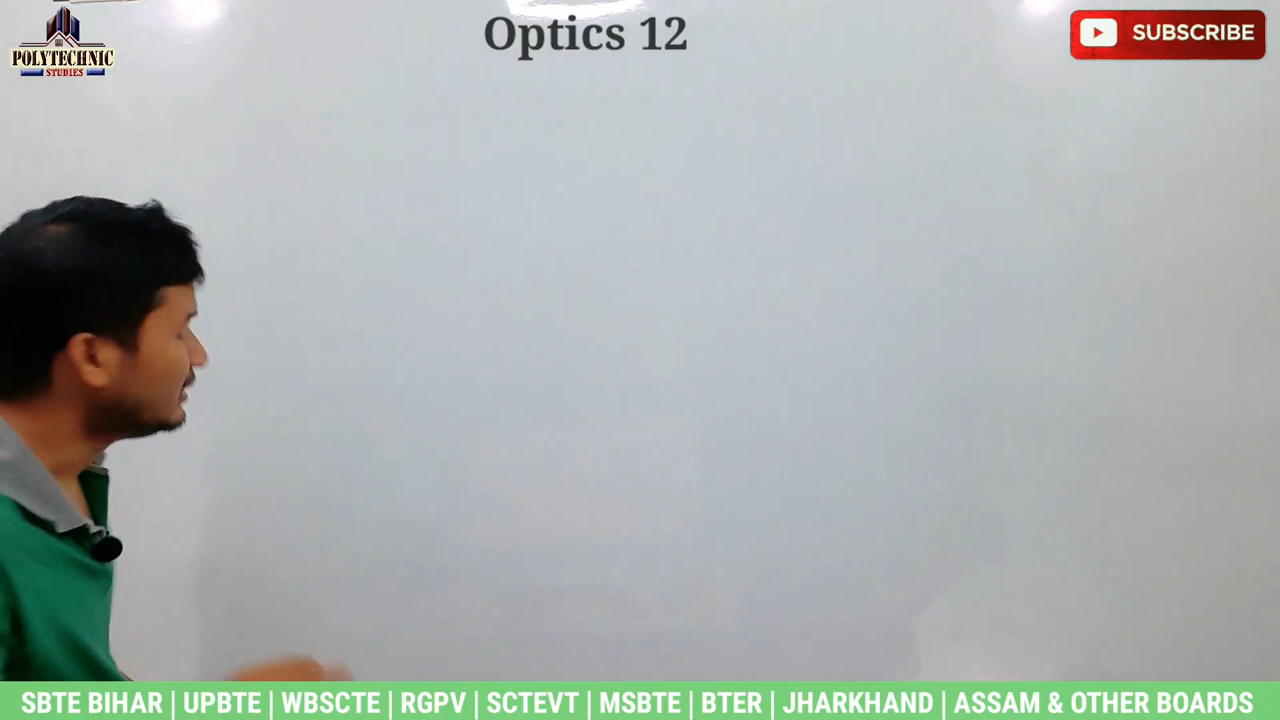 POLYTECHNIC
STUDIES
Optics 12
SUBSCRIBE
SBTE BIHAR | UPBTE | WBSCTE | RGPV | SCTEVT | MSBTE | BTER | JHARKHAND | ASSAM & OTHER BOARDS